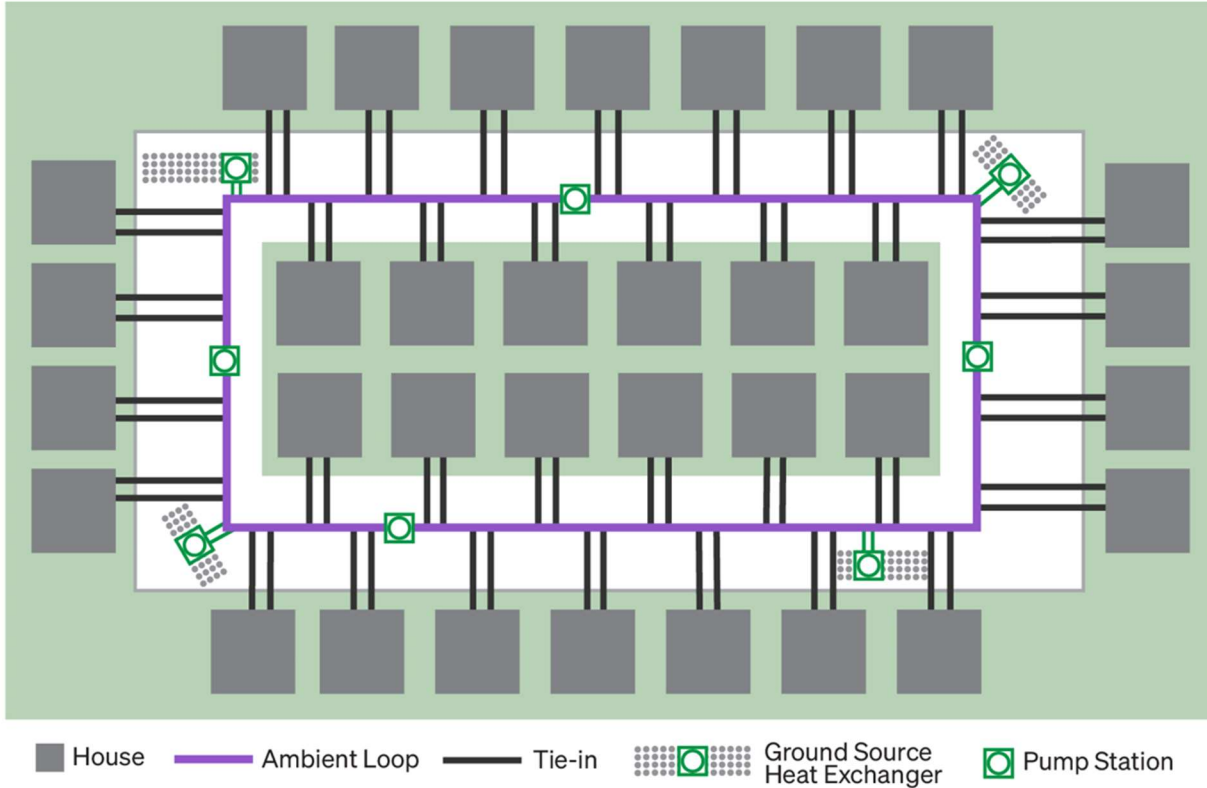 House
Ambient Loop
Tie-in
Ground Source
Heat Exchanger
Pump Station